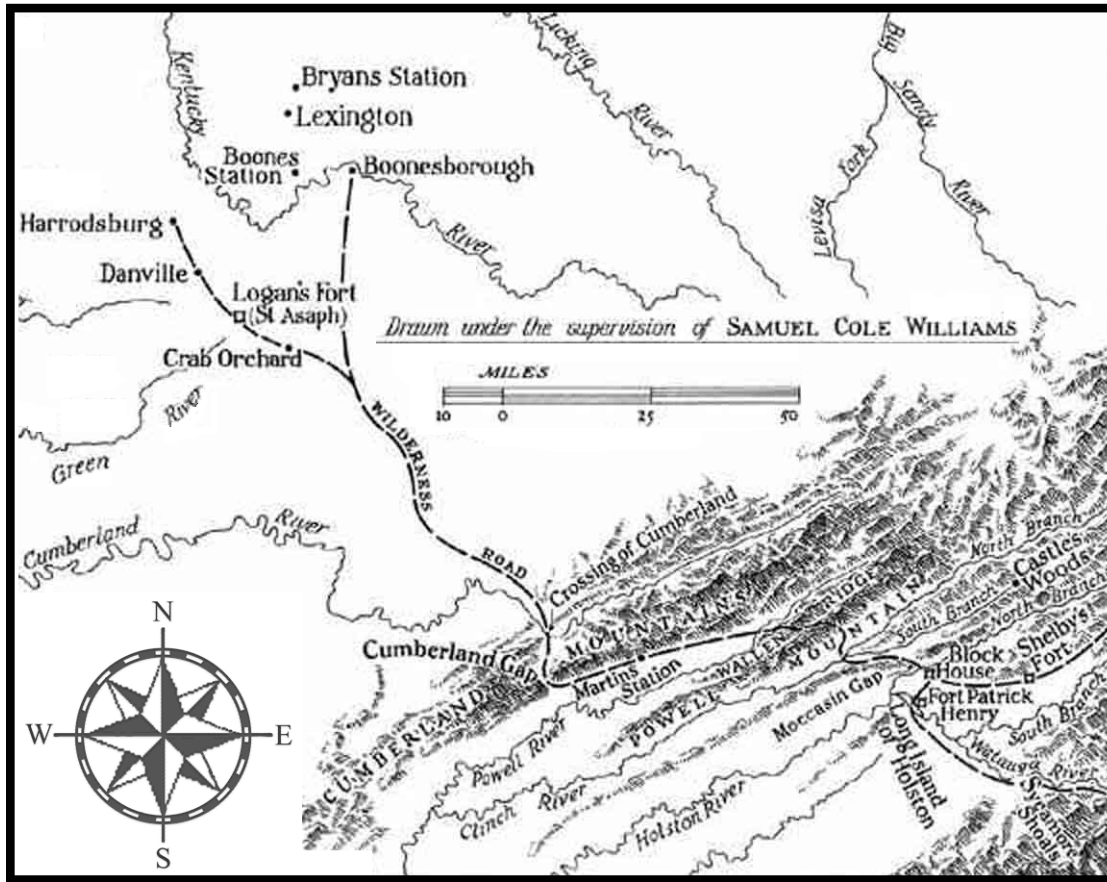 Kentucky
Licking
River
Big
Sandy
River
Levisa
Fork
Bryans Station
Lexington
Boones
Station
Boonesborough
River
Harrodsburg
Danville
Logan's Fort
(St Asaph)
Crab Orchard
Drawn under the supervision of SAMUEL COLE WILLIAMS
MILES
10 0 25 50
Green
River
WILDERNESS
ROAD
Cumberland
River
Crossing of Cumberland
Cumberland Gap
CUMBERLAND
MOUNTAINS
Martins
Station
WALLEN RIDGE
POWELL MOUNTAIN
North Branch
South Branch
Castle's
Woods
North Branch
Shelby's
Fort
Block
House
Moccasin Gap
Fort Patrick
Henry
South Branch
Long Island
of Holston
Watauga River
Sycamore
Shoals
Powell River
Clinch River
Holston River
N
W
E
S